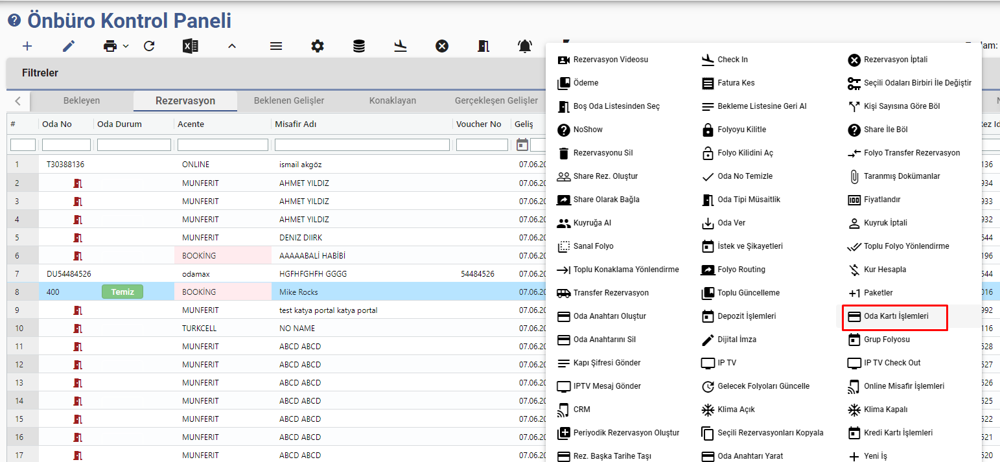 Önbüro Kontrol Paneli
lam:
Filtreler
Bekleyen Rezervasyon Beklenen Gelişler Konaklayan Gerçekleşen Gelişler N
# Oda No Oda Durum Acente Misafir Adı Voucher No Geliş Rez Id
1 T30388136 ONLINE ismail akgöz 07.06.20 136
2 MUNFERIT AHMET YILDIZ 07.06.20 934
3 MUNFERIT AHMET YILDIZ 07.06.20 933
4 MUNFERIT AHMET YILDIZ 07.06.20 932
5 MUNFERIT DENIZ DIIRK 07.06.20 544
6 BOOKİNG AAAAABALİ HABİBİ 07.06.20 196
7 DU54484526 odamax HGFHFGHFH GGGG 54484526 07.06.20 544
8 400 Temiz BOOKİNG Mike Rocks 07.06.20 016
9 MUNFERIT test katya portal katya portal 07.06.20 992
10 TURKCELL NO NAME 07.06.20 116
11 MUNFERIT ABCD ABCD 07.06.20 528
12 MUNFERIT ABCD ABCD 07.06.20 527
13 MUNFERIT ABCD ABCD 07.06.20 526
14 MUNFERIT ABCD ABCD 07.06.20 525
15 MUNFERIT ABCD ABCD 07.06.20 522
16 MUNFERIT ABCD ABCD 07.06.20 521
17 MUNFERIT ABCD ABCD 07.06.20 520
Rezervasyon Videosu Check In Rezervasyon İptali
Ödeme Fatura Kes Seçili Odaları Birbiri İle Değiştir
Boş Oda Listesinden Seç Bekleme Listesine Geri Al Kişi Sayısına Göre Böl
NoShow Folyoyu Kilitle Share İle Böl
Rezervasyonu Sil Folyo Kilidini Aç Folyo Transfer Rezervasyon
Share Rez. Oluştur Oda No Temizle Taranmış Dokümanlar
Share Olarak Bağla Oda Tipi Müsaitlik Fiyatlandır
Kuyruğa Al Oda Ver Kuyruk İptali
Sanal Folyo İstek ve Şikayetleri Toplu Folyo Yönlendirme
Toplu Konaklama Yönlendirme Folyo Routing Kur Hesapla
Transfer Rezervasyon Toplu Güncelleme +1 Paketler
Oda Anahtarı Oluştur Depozit İşlemleri Oda Kartı İşlemleri
Oda Anahtarını Sil Dijital İmza Grup Folyosu
Kapı Şifresi Gönder IP TV IP TV Check Out
IPTV Mesaj Gönder Gelecek Folyoları Güncelle Online Misafir İşlemleri
CRM Klima Açık Klima Kapalı
Periyodik Rezervasyon Oluştur Seçili Rezervasyonları Kopyala Kredi Kartı İşlemleri
Rez. Başka Tarihe Taşı Oda Anahtarı Yarat Yeni İş